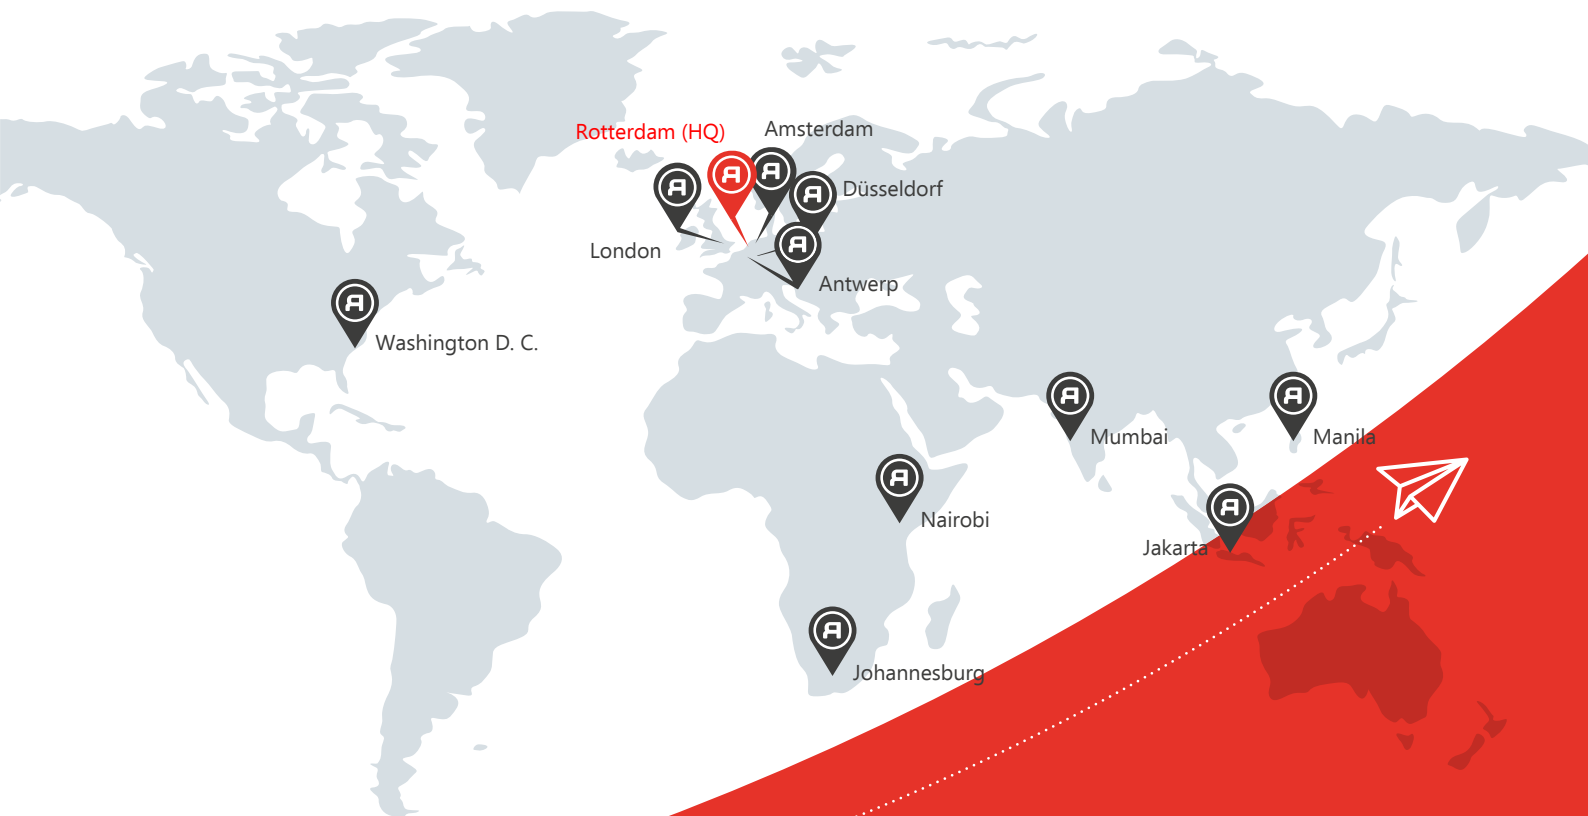 Rotterdam (HQ)
Amsterdam
Düsseldorf
London
Antwerp
Washington D. C.
Mumbai
Manila
Nairobi
Jakarta
Johannesburg